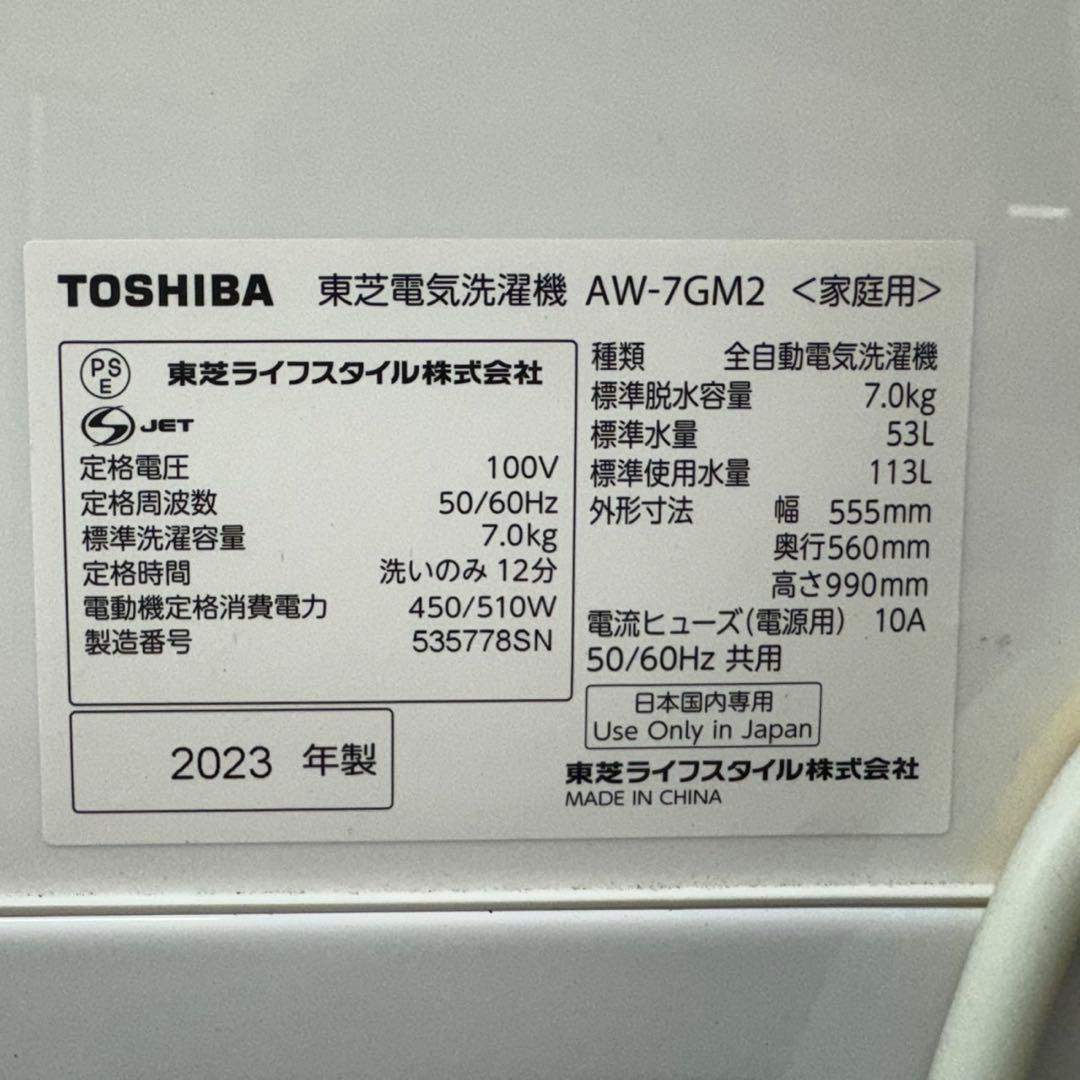 TOSHIBA 東芝電気洗濯機 AW-7GM2 <家庭用>
PS
E
東芝ライフスタイル株式会社
S JET
定格電圧 100V
定格周波数 50/60Hz
標準洗濯容量 7.0kg
定格時間 洗いのみ 12分
電動機定格消費電力 450/510W
製造番号 535778SN
2023 年製
種類 全自動電気洗濯機
標準脱水容量 7.0kg
標準水量 53L
標準使用水量 113L
外形寸法 幅 555mm
奥行560mm
高さ990mm
電流ヒューズ(電源用) 10A
50/60Hz 共用
日本国内専用
Use Only in Japan
東芝ライフスタイル株式会社
MADE IN CHINA